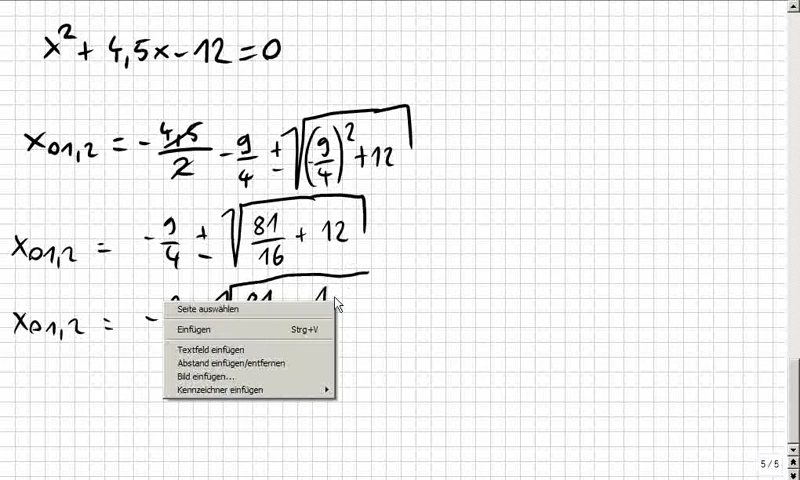 x² + 4,5x - 12 = 0
x₀₁,₂ = - 4,5/2 - 9/4 ± √((9/4)² + 12)
x₀₁,₂ = - 9/4 ± √(81/16 + 12)
x₀₁,₂ = -
Seite auswählen
Einfügen Strg+V
Textfeld einfügen
Abstand einfügen/entfernen
Bild einfügen...
Kennzeichner einfügen
5 / 5